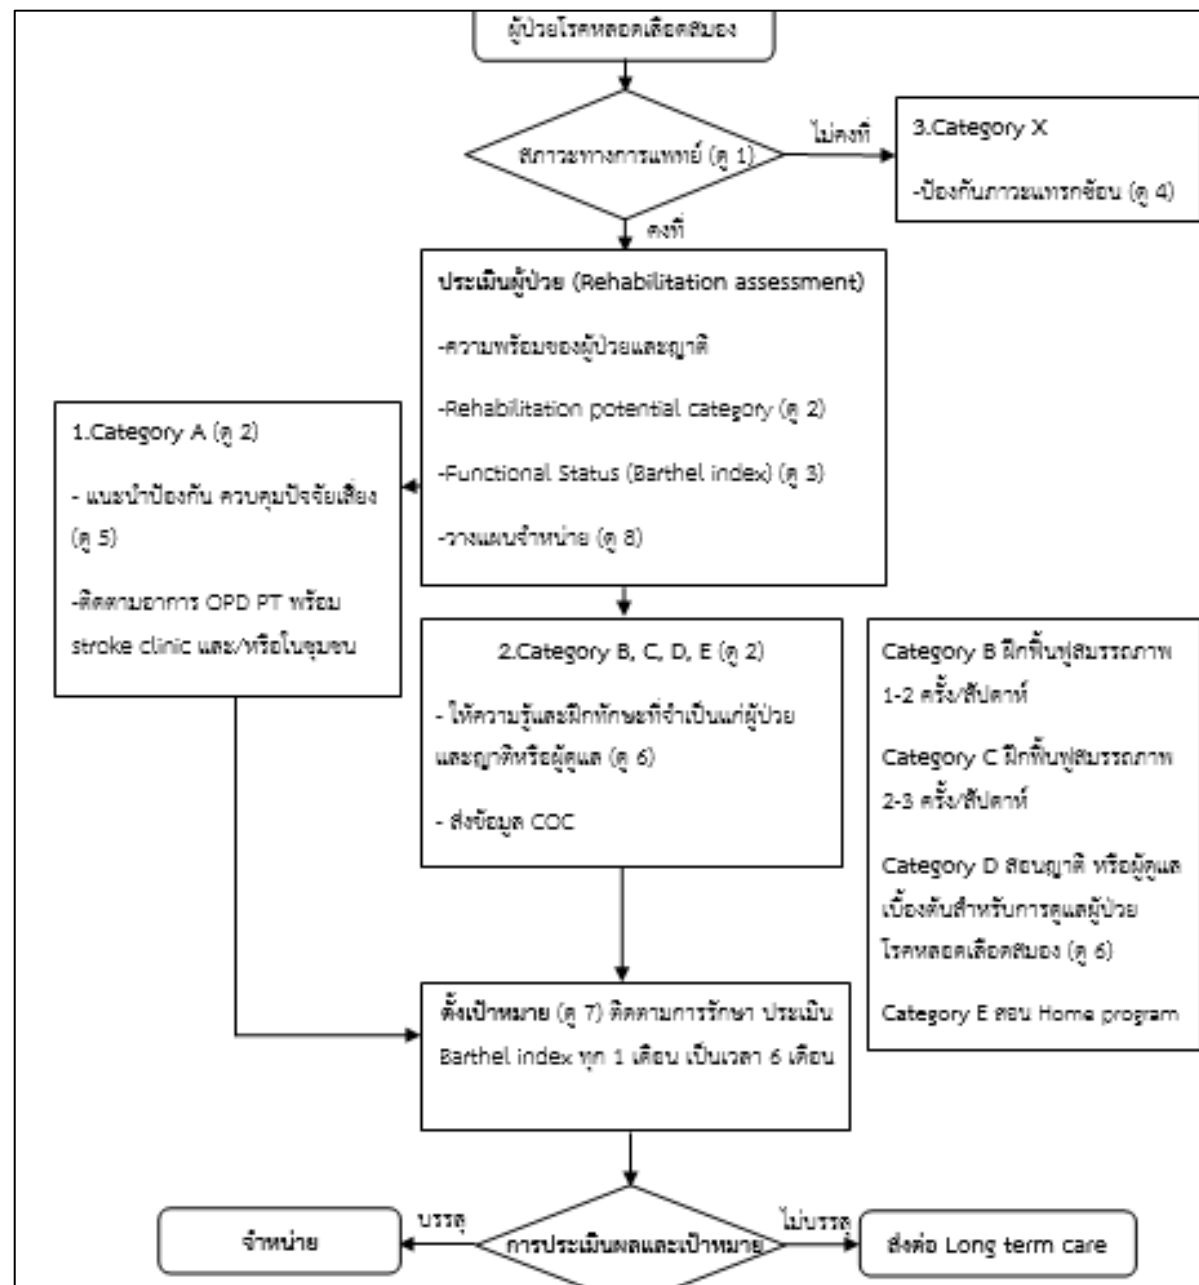 ผู้ป่วยโรคหลอดเลือดสมอง
สภาวะทางการแพทย์ (ดู 1)
ไม่คงที่
3.Category X
-ป้องกันภาวะแทรกซ้อน (ดู 4)
คงที่
ประเมินผู้ป่วย (Rehabilitation assessment)
-ความพร้อมของผู้ป่วยและญาติ
-Rehabilitation potential category (ดู 2)
-Functional Status (Barthel index) (ดู 3)
-วางแผนจำหน่าย (ดู 8)
1.Category A (ดู 2)
- แนะนำป้องกัน ควบคุมปัจจัยเสี่ยง
(ดู 5)
-ติดตามอาการ OPD PT พร้อม
stroke clinic และ/หรือในชุมชน
2.Category B, C, D, E (ดู 2)
- ให้ความรู้และฝึกทักษะที่จำเป็นแก่ผู้ป่วย
และญาติหรือผู้ดูแล (ดู 6)
- ส่งข้อมูล COC
Category B ฝึกฟื้นฟูสมรรถภาพ
1-2 ครั้ง/สัปดาห์
Category C ฝึกฟื้นฟูสมรรถภาพ
2-3 ครั้ง/สัปดาห์
Category D สอนญาติ หรือผู้ดูแล
เบื้องต้นสำหรับการดูแลผู้ป่วย
โรคหลอดเลือดสมอง (ดู 6)
Category E สอน Home program
ตั้งเป้าหมาย (ดู 7) ติดตามการรักษา ประเมิน
Barthel index ทุก 1 เดือน เป็นเวลา 6 เดือน
จำหน่าย
บรรลุ
การประเมินผลและเป้าหมาย
ไม่บรรลุ
ส่งต่อ Long term care